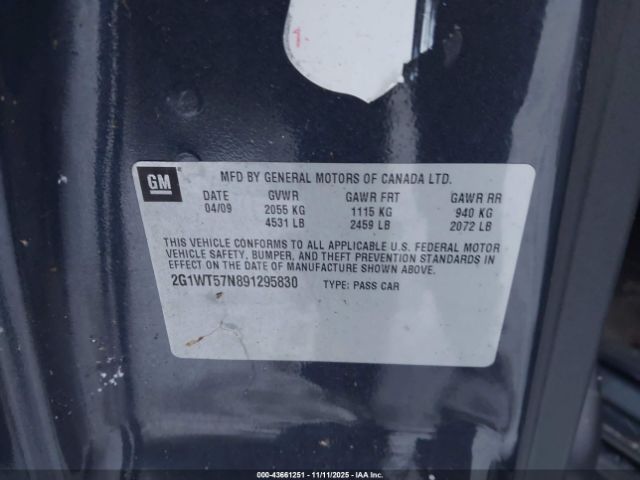 GM
MFD BY GENERAL MOTORS OF CANADA LTD.
DATE GVWR GAWR FRT GAWR RR
04/09 2055 KG 1115 KG 940 KG
4531 LB 2459 LB 2072 LB
THIS VEHICLE CONFORMS TO ALL APPLICABLE U.S. FEDERAL MOTOR
VEHICLE SAFETY, BUMPER, AND THEFT PREVENTION STANDARDS IN
EFFECT ON THE DATE OF MANUFACTURE SHOWN ABOVE.
2G1WT57N891295830 TYPE: PASS CAR
000-43661251 - 11/11/2025 - IAA Inc.